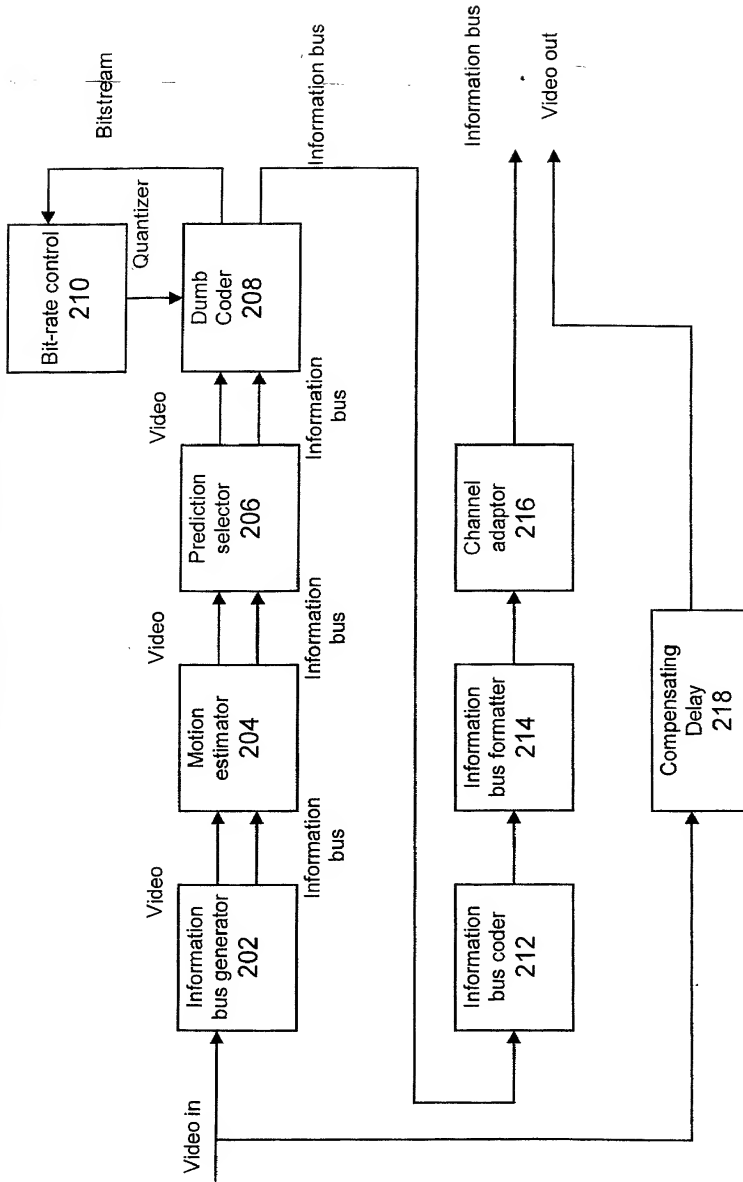 Bitstream
Bit-rate control
210
Quantizer
Information bus
Video in
Information
bus generator
202
Video
Information
bus
Motion
estimator
204
Video
Information
bus
Prediction
selector
206
Video
Information
bus
Dumb
Coder
208
Information
bus coder
212
Information
bus formatter
214
Channel
adaptor
216
Information bus
Video out
Compensating
Delay
218